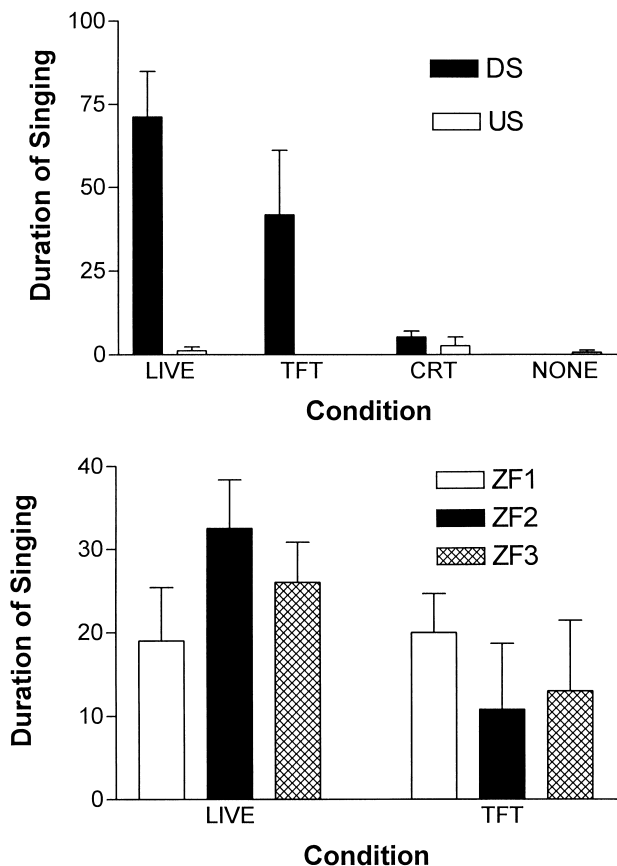 100
75
50
25
0
Duration of Singing
DS
US
LIVE TFT CRT NONE
Condition
40
30
20
10
0
Duration of Singing
ZF1
ZF2
ZF3
LIVE TFT
Condition